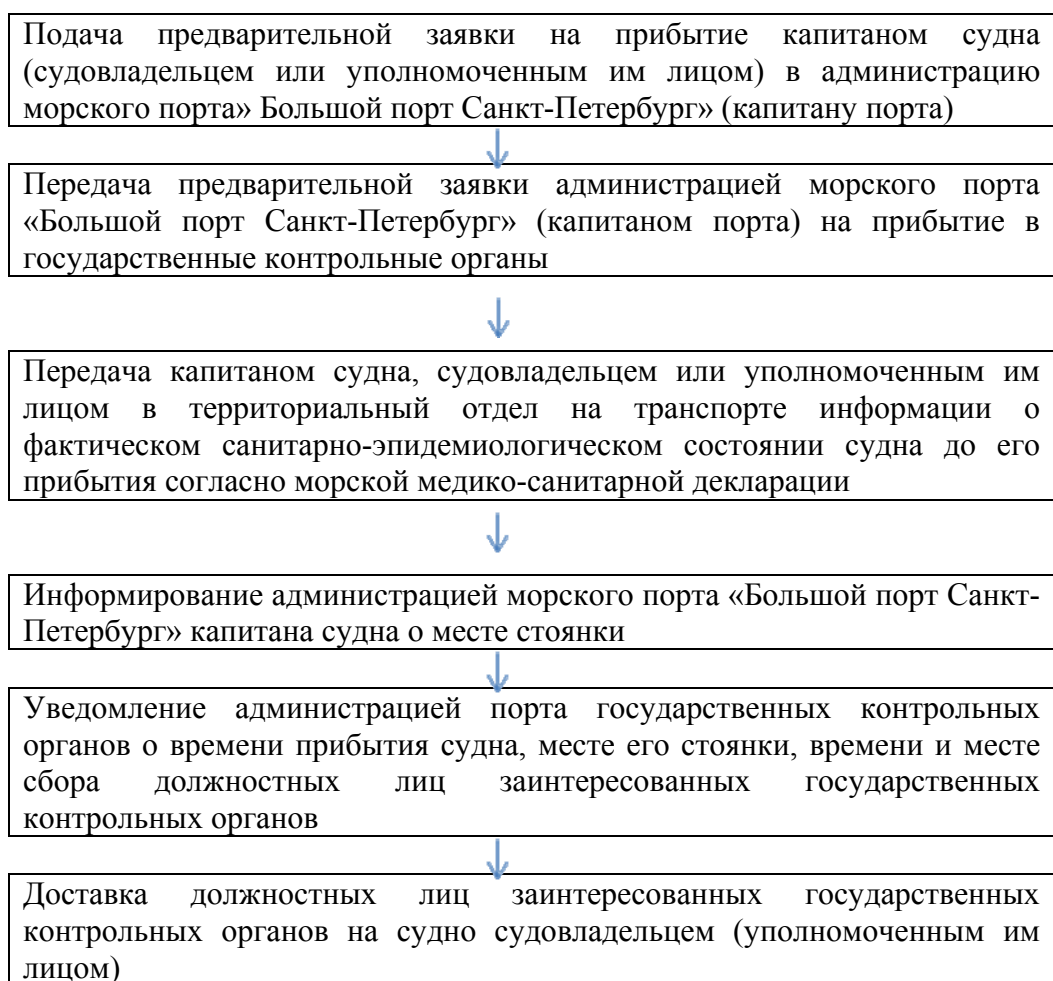 Подача предварительной заявки на прибытие капитаном судна
(судовладельцем или уполномоченным им лицом) в администрацию
морского порта» Большой порт Санкт-Петербург» (капитану порта)
Передача предварительной заявки администрацией морского порта
«Большой порт Санкт-Петербург» (капитаном порта) на прибытие в
государственные контрольные органы
Передача капитаном судна, судовладельцем или уполномоченным им
лицом в территориальный отдел на транспорте информации о
фактическом санитарно-эпидемиологическом состоянии судна до его
прибытия согласно морской медико-санитарной декларации
Информирование администрацией морского порта «Большой порт Санкт-
Петербург» капитана судна о месте стоянки
Уведомление администрацией порта государственных контрольных
органов о времени прибытия судна, месте его стоянки, времени и месте
сбора должностных лиц заинтересованных государственных
контрольных органов
Доставка должностных лиц заинтересованных государственных
контрольных органов на судно судовладельцем (уполномоченным им
лицом)